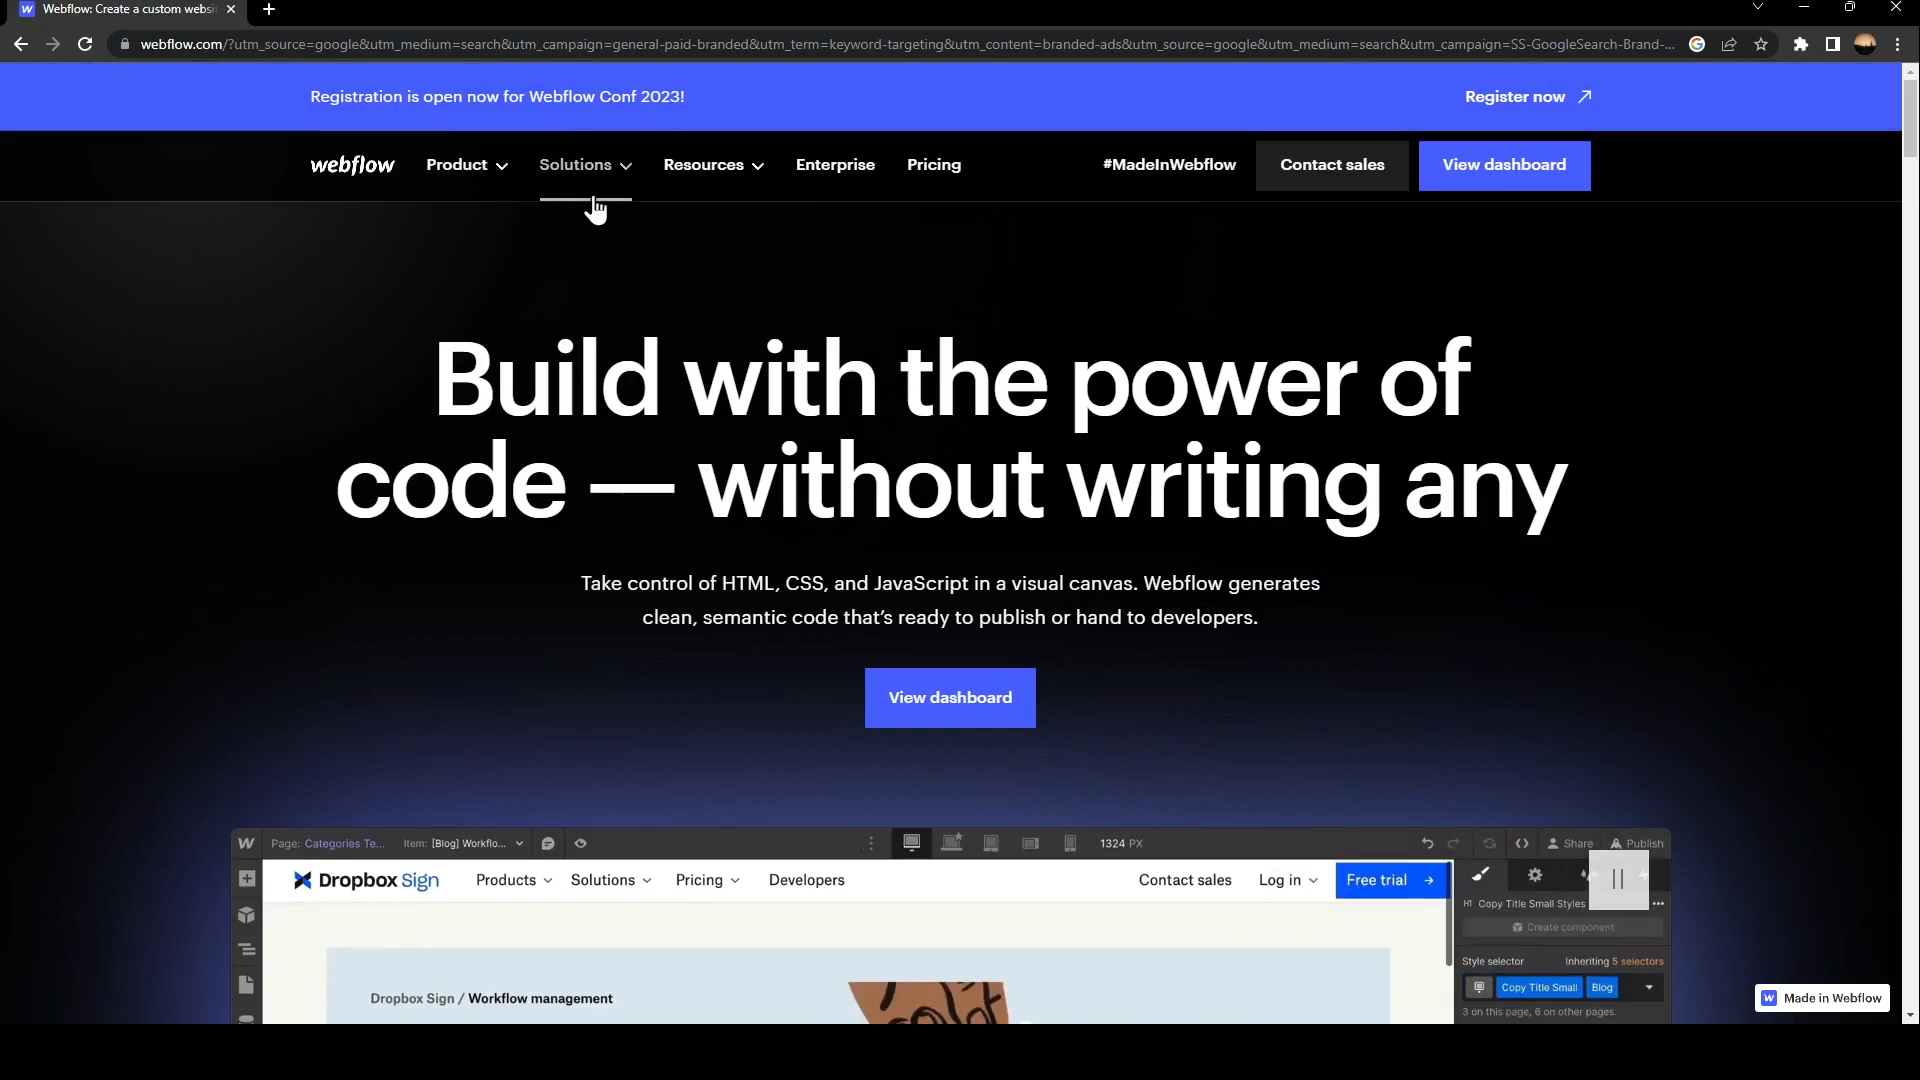 Webflow: Create a custom websi
webflow.com/?utm_source=google&utm_medium=search&utm_campaign=general-paid-branded&utm_term=keyword-targeting&utm_content=branded-ads&utm_source=google&utm_medium=search&utm_campaign=SS-GoogleSearch-Brand-...
Registration is open now for Webflow Conf 2023! Register now
webflow Product Solutions Resources Enterprise Pricing #MadeInWebflow Contact sales View dashboard
Build with the power of
code — without writing any
Take control of HTML, CSS, and JavaScript in a visual canvas. Webflow generates
clean, semantic code that's ready to publish or hand to developers.
View dashboard
Page: Categories Te... Item: [Blog] Workflo... 1324 PX Share Publish
Dropbox Sign Products Solutions Pricing Developers Contact sales Log in Free trial
H1 Copy Title Small Styles
Create component
Style selector Inheriting 5 selectors
Copy Title Small Blog
3 on this page, 6 on other pages.
Dropbox Sign / Workflow management
Made in Webflow